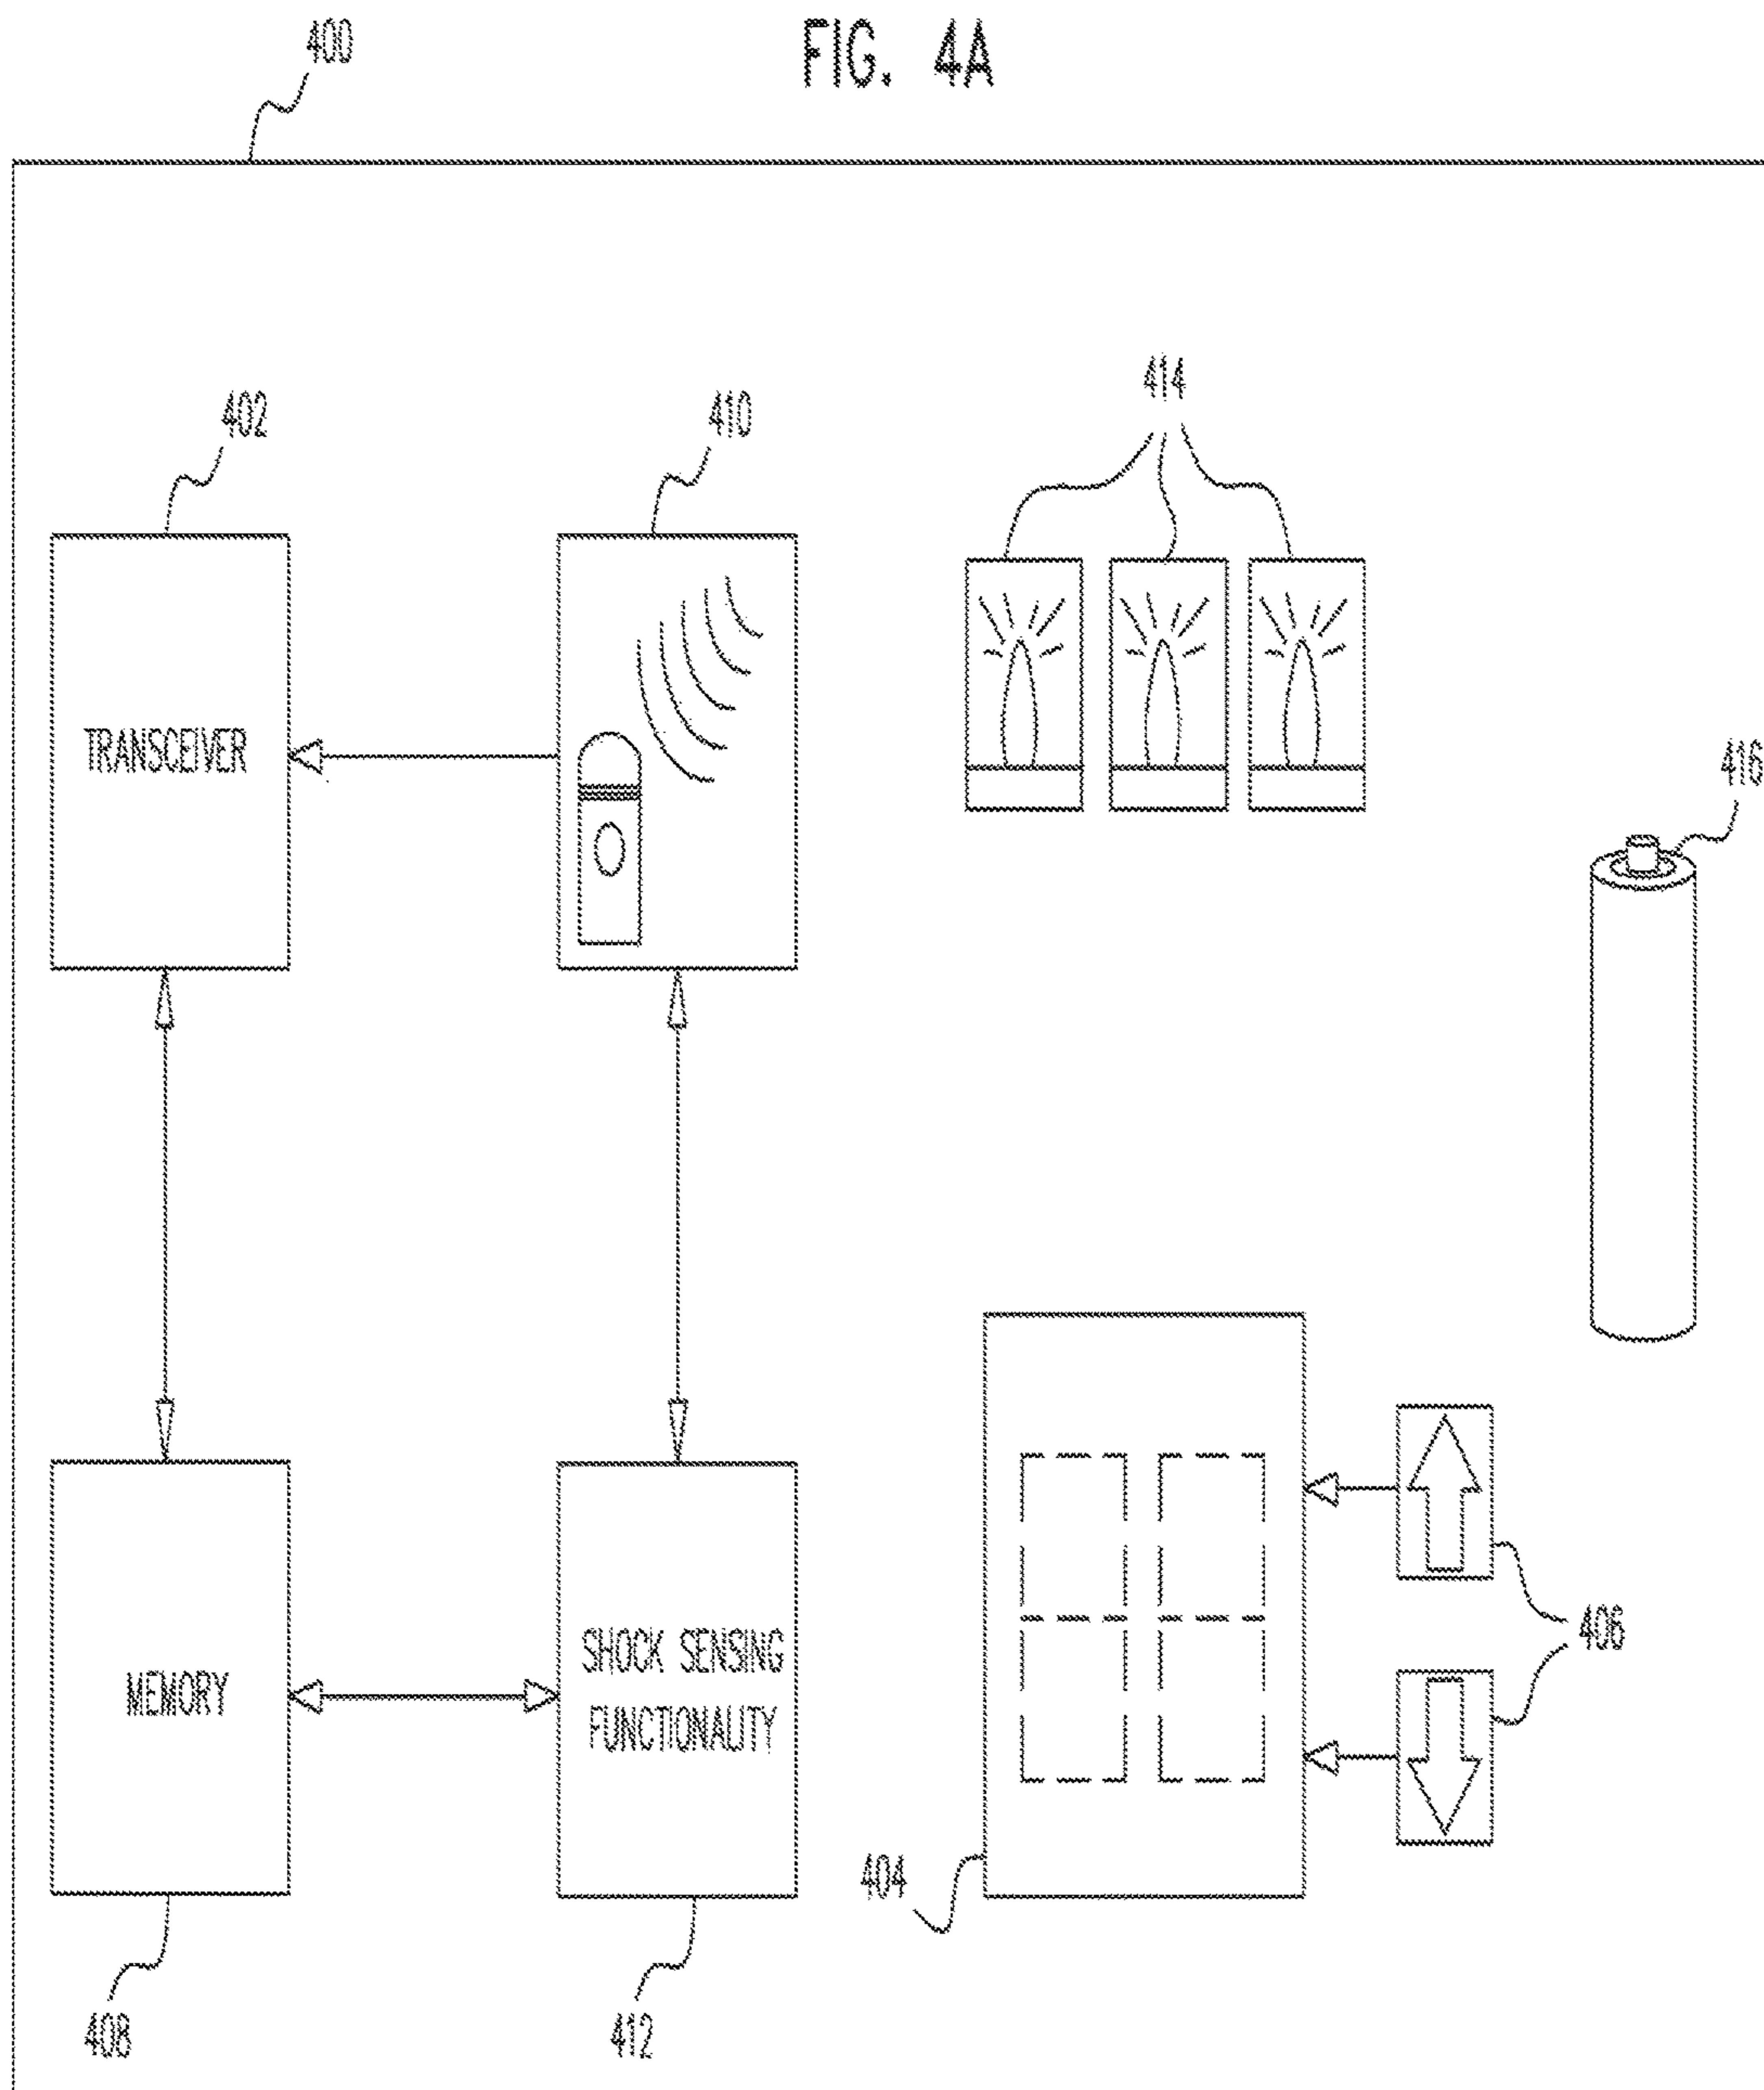 FIG. 4A
400
402
410
414
TRANSCEIVER
416
MEMORY
SHOCK SENSING
FUNCTIONALITY
406
404
408
412